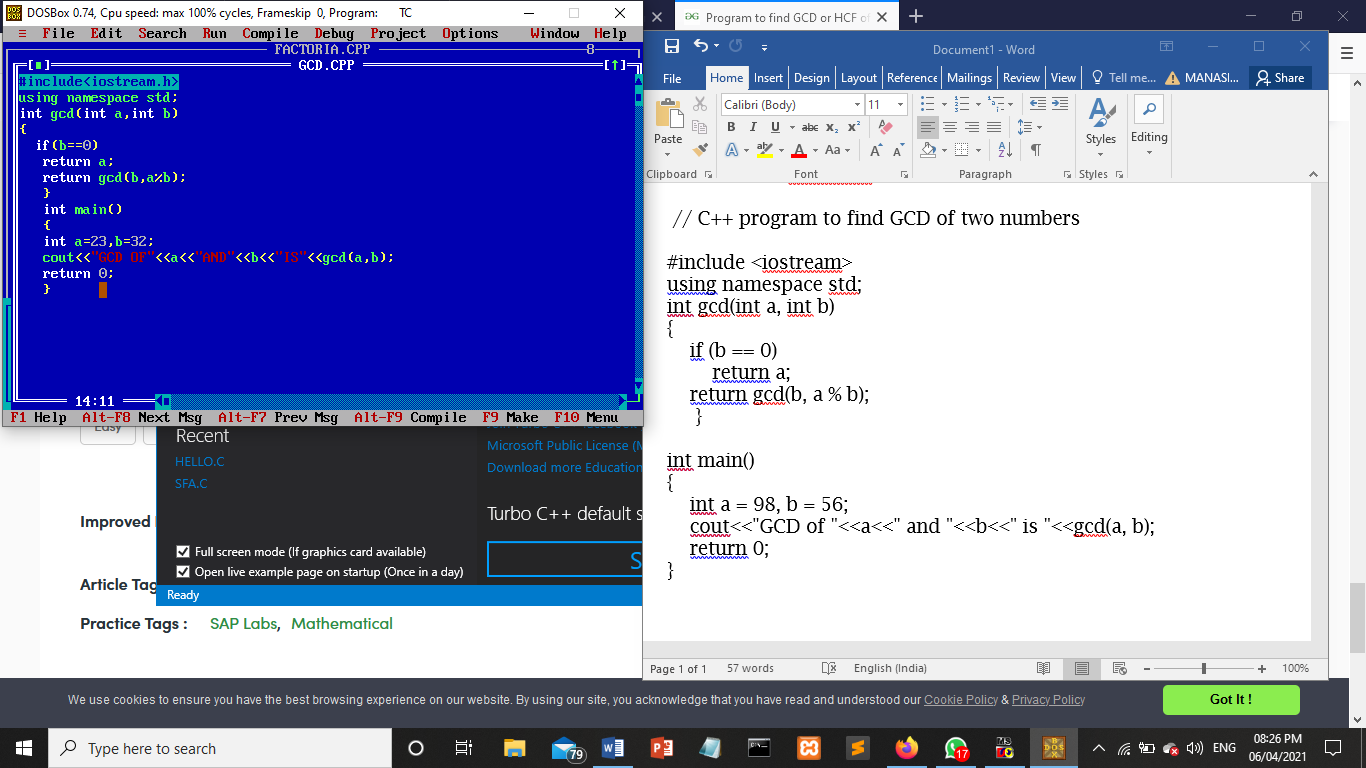 DOSBox 0.74, Cpu speed: max 100% cycles, Frameskip 0, Program: TC
File Edit Search Run Compile Debug Project Options Window Help
FACTORIA.CPP 8
GCD.CPP
#include<iostream.h>
using namespace std;
int gcd(int a,int b)
{
if(b==0)
return a;
return gcd(b,a%b);
}
int main()
{
int a=23,b=32;
cout<<"GCD OF"<<a<<"AND"<<b<<"IS"<<gcd(a,b);
return 0;
}
14:11
F1 Help Alt-F8 Next Msg Alt-F7 Prev Msg Alt-F9 Compile F9 Make F10 Menu
Program to find GCD or HCF of
Document1 - Word
File Home Insert Design Layout Reference Mailings Review View Tell me... MANASI... Share
Calibri (Body) 11
Paste
B I U abc X₂ X²
A ab A Aa A A
Styles
Editing
Clipboard Font Paragraph Styles
// C++ program to find GCD of two numbers
#include <iostream>
using namespace std;
int gcd(int a, int b)
{
if (b == 0)
return a;
return gcd(b, a % b);
}
int main()
{
int a = 98, b = 56;
cout<<"GCD of "<<a<<" and "<<b<<" is "<<gcd(a, b);
return 0;
}
Page 1 of 1 57 words English (India) 100%
Easy
Recent
HELLO.C
SFA.C
Microsoft Public License (M
Download more Education
Turbo C++ default s
S
Full screen mode (If graphics card available)
Open live example page on startup (Once in a day)
Ready
Improved
Article Tag
Practice Tags : SAP Labs, Mathematical
We use cookies to ensure you have the best browsing experience on our website. By using our site, you acknowledge that you have read and understood our Cookie Policy & Privacy Policy
Got It !
Type here to search
79
17
ENG
08:26 PM
06/04/2021